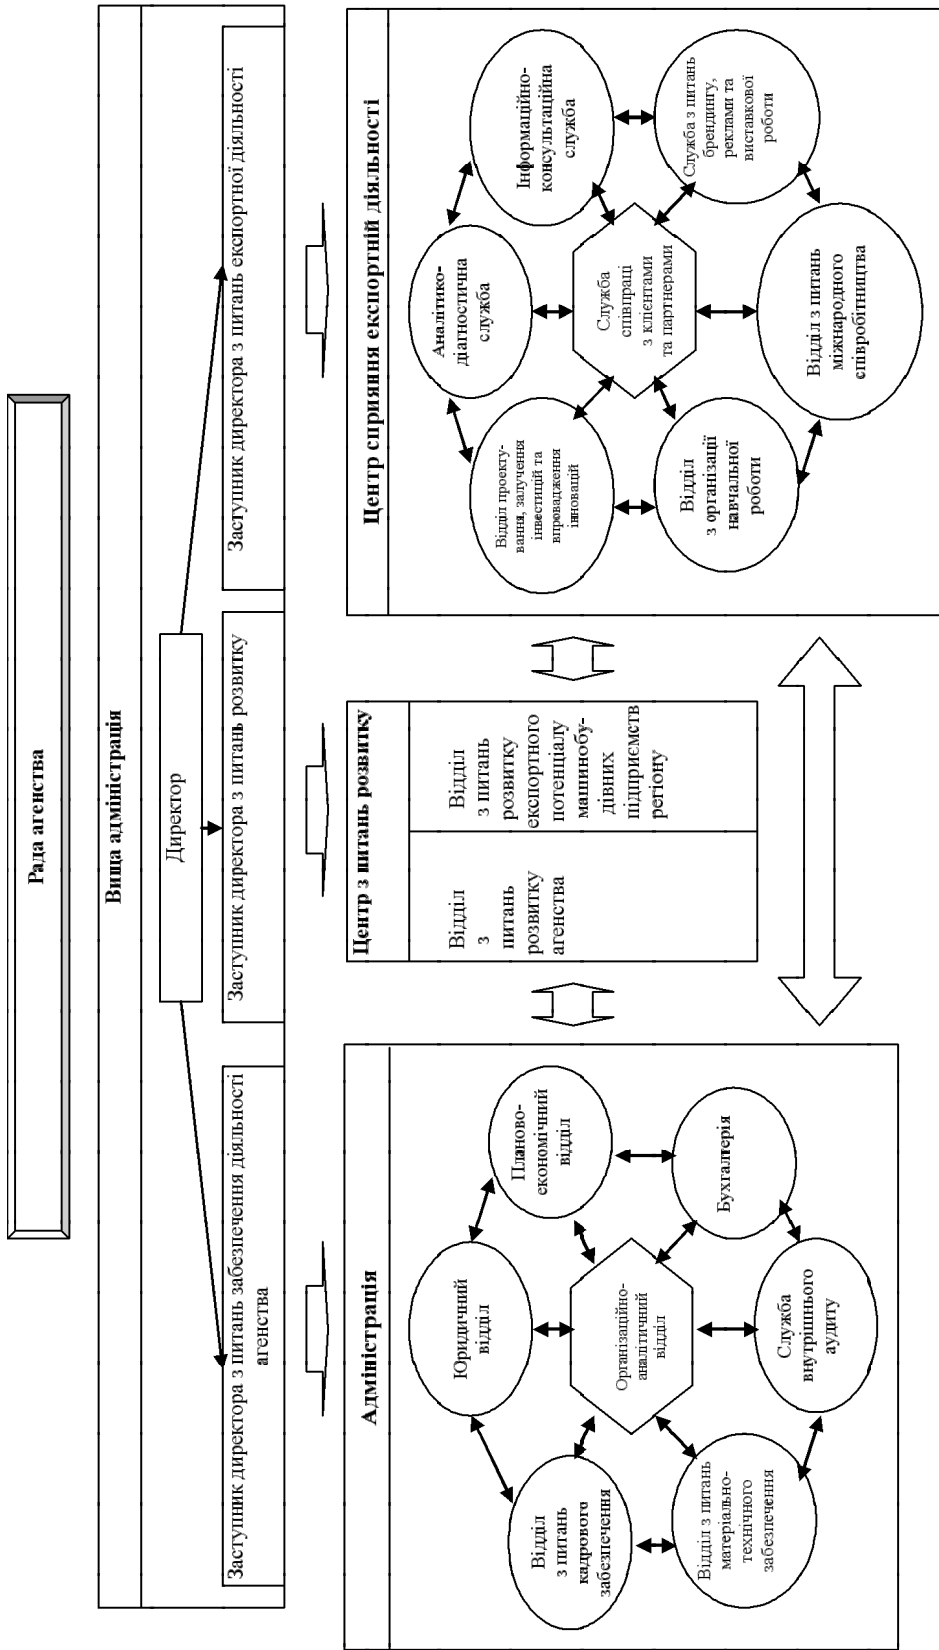 Рада агенства
Вища адміністрація
Директор
Заступник директора з питань забезпечення діяльності
агенства
Заступник директора з питань розвитку
Заступник директора з питань експортної діяльності
Адміністрація
Юридичний
відділ
Планово-
економічний
відділ
Бухгалтерія
Служба
внутрішнього
аудиту
Відділ з питань
матеріально-
технічного
забезпечення
Відділ
з питань
кадрового
забезпечення
Організаційно-
аналітичний
відділ
Центр з питань розвитку
Відділ
з
питань
розвитку
агенства
Відділ
з питань
розвитку
експортного
потенціалу
машинобу-
дівних
підприємств
регіону
Центр сприяння експортній діяльності
Аналітико-
діагностична
служба
Інформаційно-
консультаційна
служба
Служба з питань
брендингу,
реклами та
виставкової
роботи
Відділ з питань
міжнародного
співробітництва
Відділ
з організації
навчальної
роботи
Відділ проекту-
вання, залучення
інвестицій та
впровадження
інновацій
Служба
співпраці
з клієнтами
та партнерами